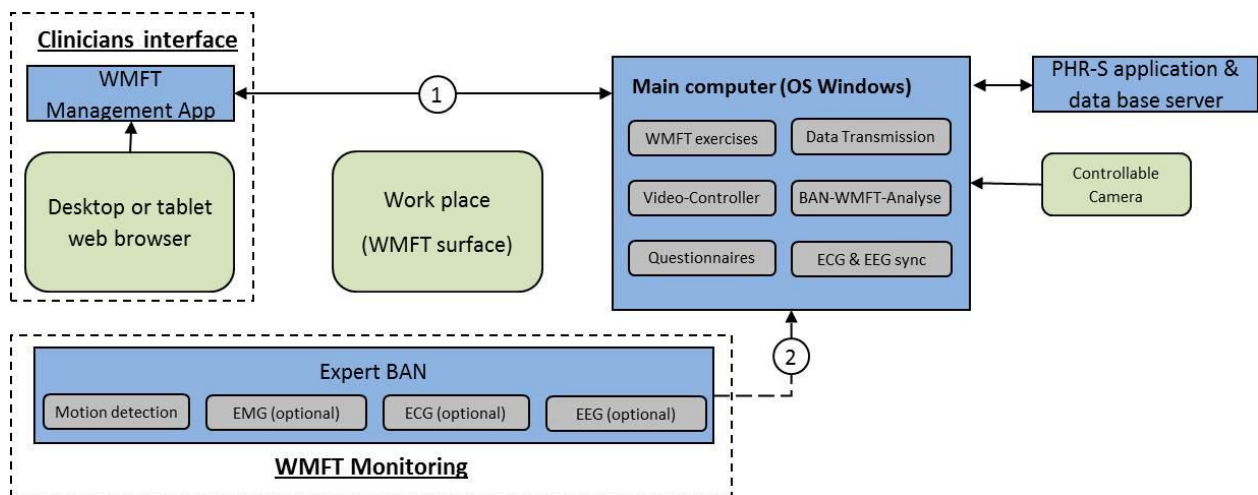 Clinicians interface
WMFT
Management App
Desktop or tablet
web browser
1
Work place
(WMFT surface)
Main computer (OS Windows)
WMFT exercises
Data Transmission
Video-Controller
BAN-WMFT-Analyse
Questionnaires
ECG & EEG sync
PHR-S application &
data base server
Controllable
Camera
2
Expert BAN
Motion detection
EMG (optional)
ECG (optional)
EEG (optional)
WMFT Monitoring